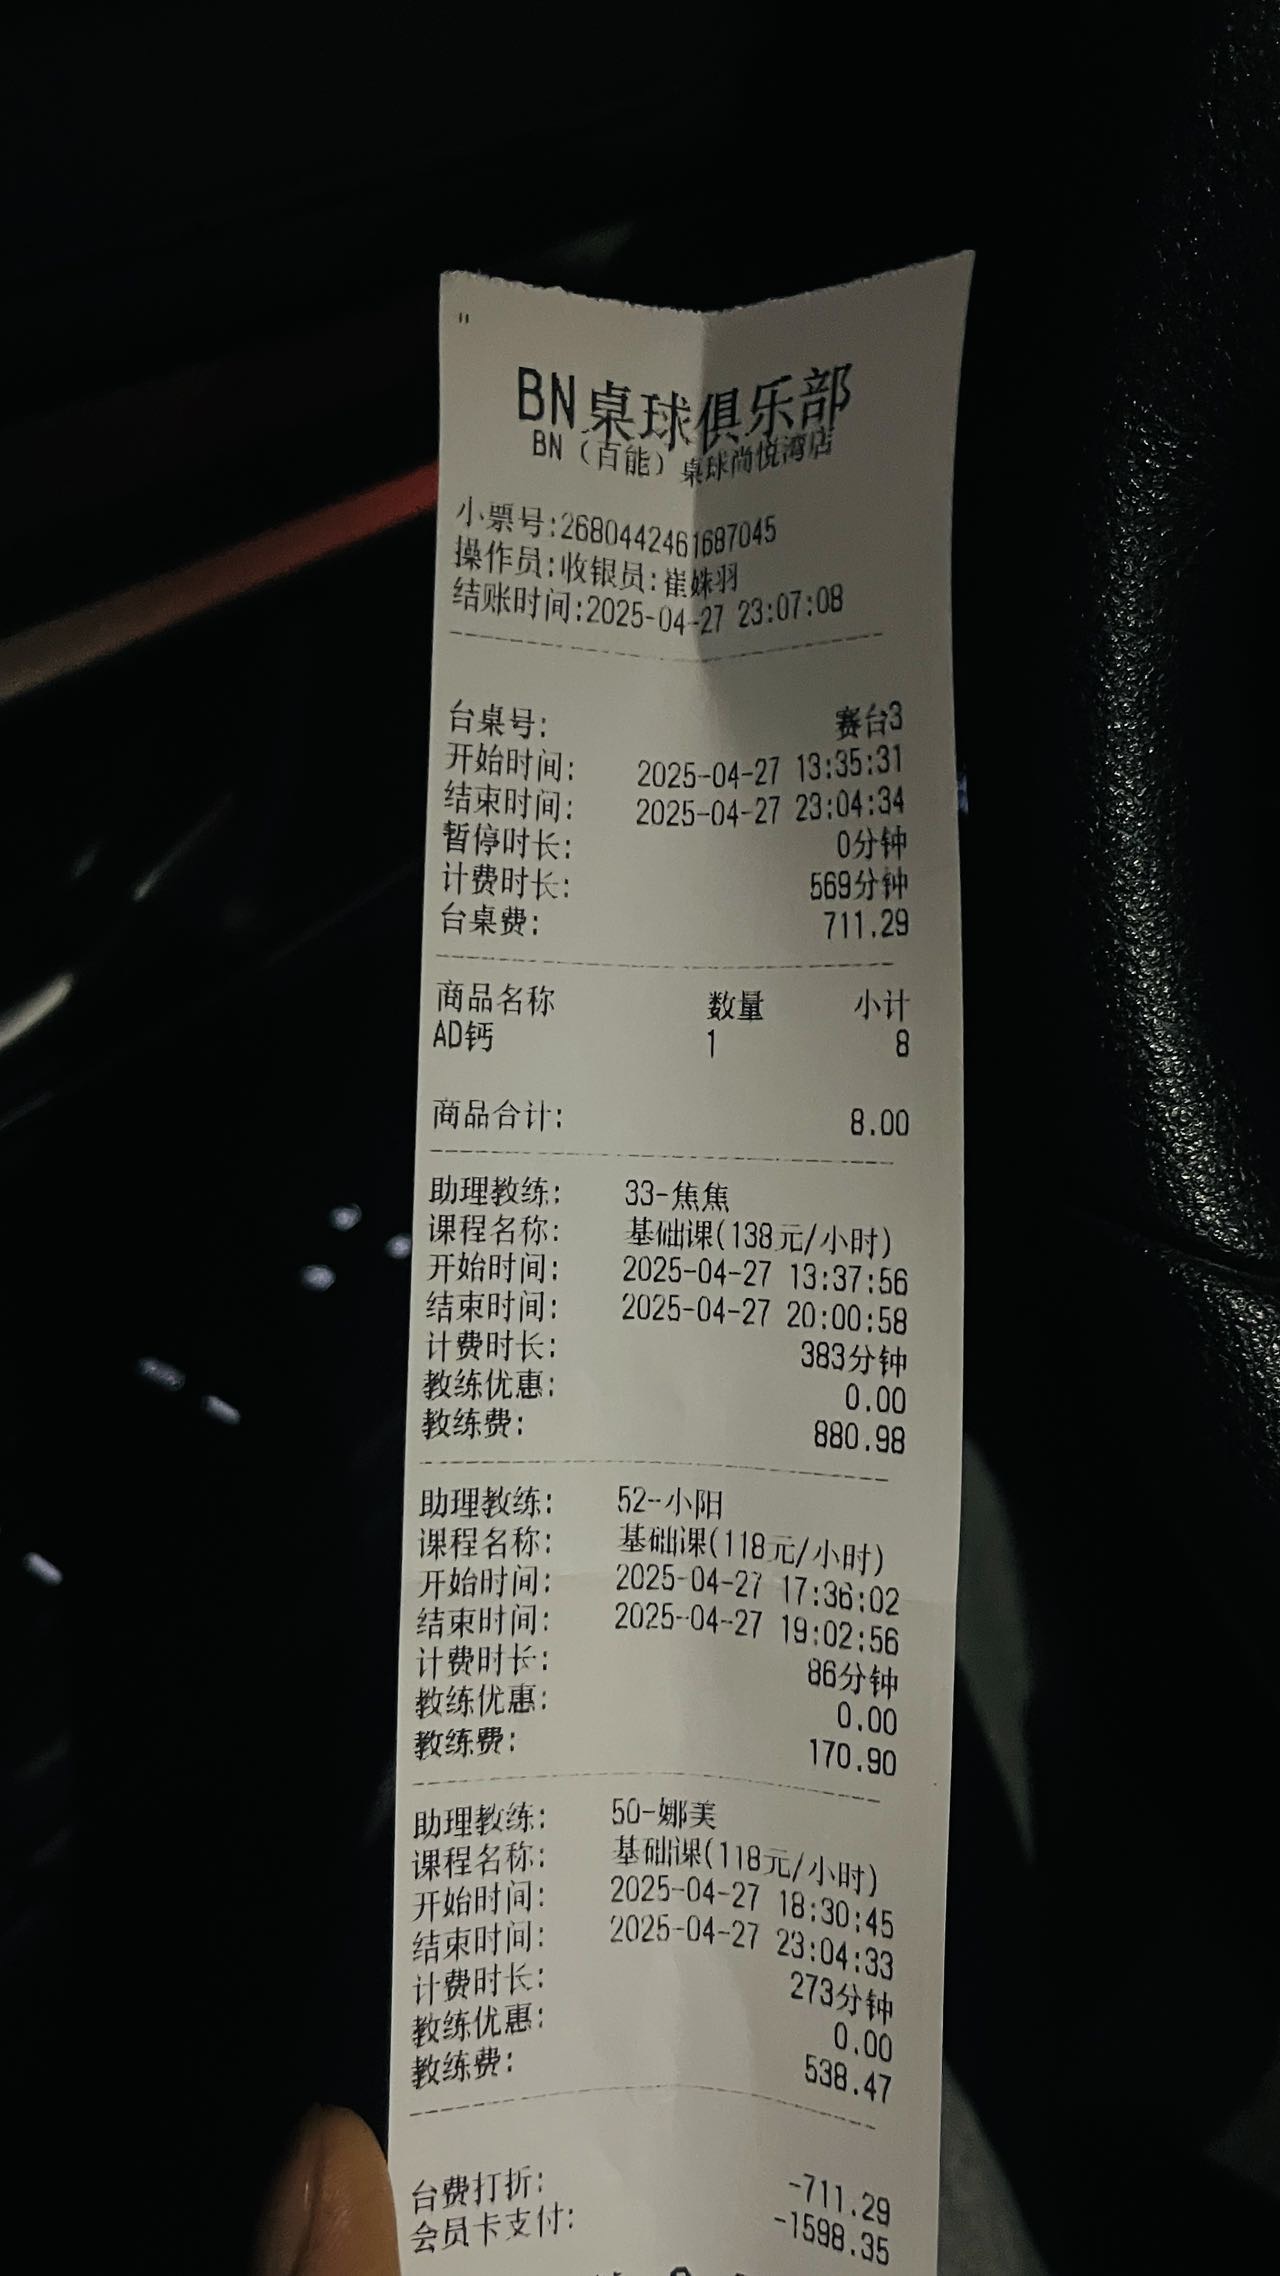 "
BN桌球俱乐部
BN（百能）桌球尚悦湾店
小票号:2680442461687045
操作员:收银员:崔姝羽
结账时间:2025-04-27 23:07:08
台桌号: 赛台3
开始时间: 2025-04-27 13:35:31
结束时间: 2025-04-27 23:04:34
暂停时长: 0分钟
计费时长: 569分钟
台桌费: 711.29
商品名称 数量 小计
AD钙 1 8
商品合计: 8.00
助理教练: 33-焦焦
课程名称: 基础课(138元/小时)
开始时间: 2025-04-27 13:37:56
结束时间: 2025-04-27 20:00:58
计费时长: 383分钟
教练优惠: 0.00
教练费: 880.98
助理教练: 52-小阳
课程名称: 基础课(118元/小时)
开始时间: 2025-04-27 17:36:02
结束时间: 2025-04-27 19:02:56
计费时长: 86分钟
教练优惠: 0.00
教练费: 170.90
助理教练: 50-娜美
课程名称: 基础课(118元/小时)
开始时间: 2025-04-27 18:30:45
结束时间: 2025-04-27 23:04:33
计费时长: 273分钟
教练优惠: 0.00
教练费: 538.47
台费打折: -711.29
会员卡支付: -1598.35